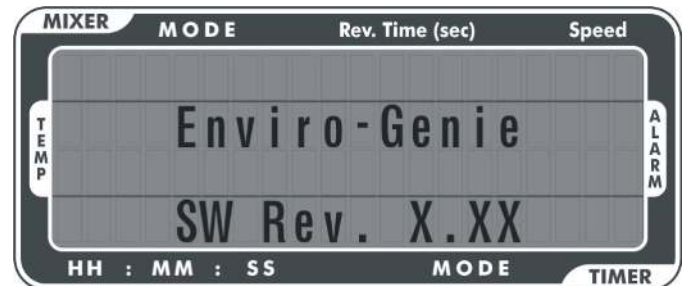 MIXER MODE Rev. Time (sec) Speed
TEMP
Enviro-Genie
ALARM
SW Rev. X.XX
HH : MM : SS MODE TIMER